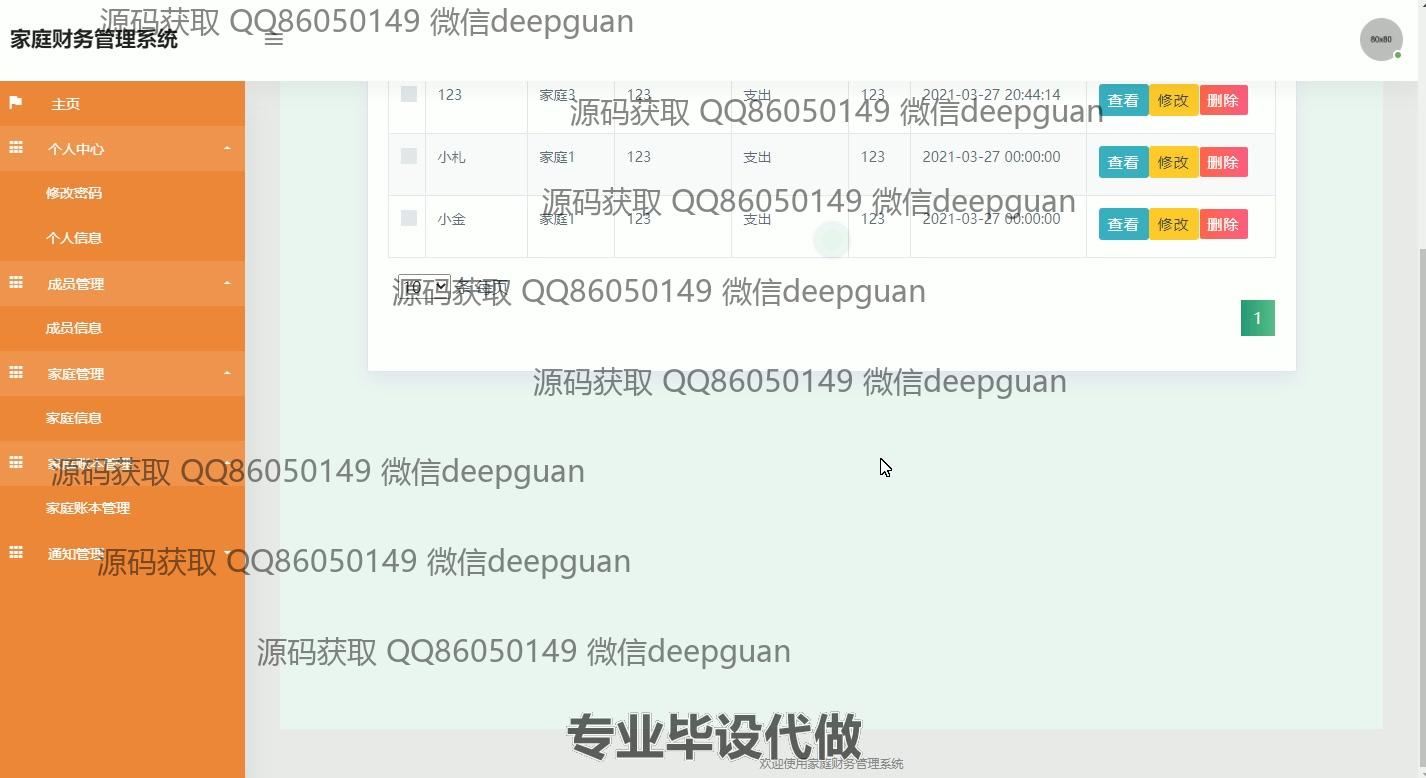 源码获取 QQ86050149 微信deepguan
家庭财务管理系统
80x80
主页
个人中心
修改密码
个人信息
成员管理
成员信息
家庭管理
家庭信息
家庭账本管理
家庭账本管理
通知管理
123 家庭3 123 支出 123 2021-03-27 20:44:14 查看 修改 删除
源码获取 QQ86050149 微信deepguan
小札 家庭1 123 支出 123 2021-03-27 00:00:00 查看 修改 删除
源码获取 QQ86050149 微信deepguan
小金 家庭1 123 支出 123 2021-03-27 00:00:00 查看 修改 删除
10 条 每页
源码获取 QQ86050149 微信deepguan
1
源码获取 QQ86050149 微信deepguan
源码获取 QQ86050149 微信deepguan
源码获取 QQ86050149 微信deepguan
源码获取 QQ86050149 微信deepguan
专业毕设代做
欢迎使用家庭财务管理系统